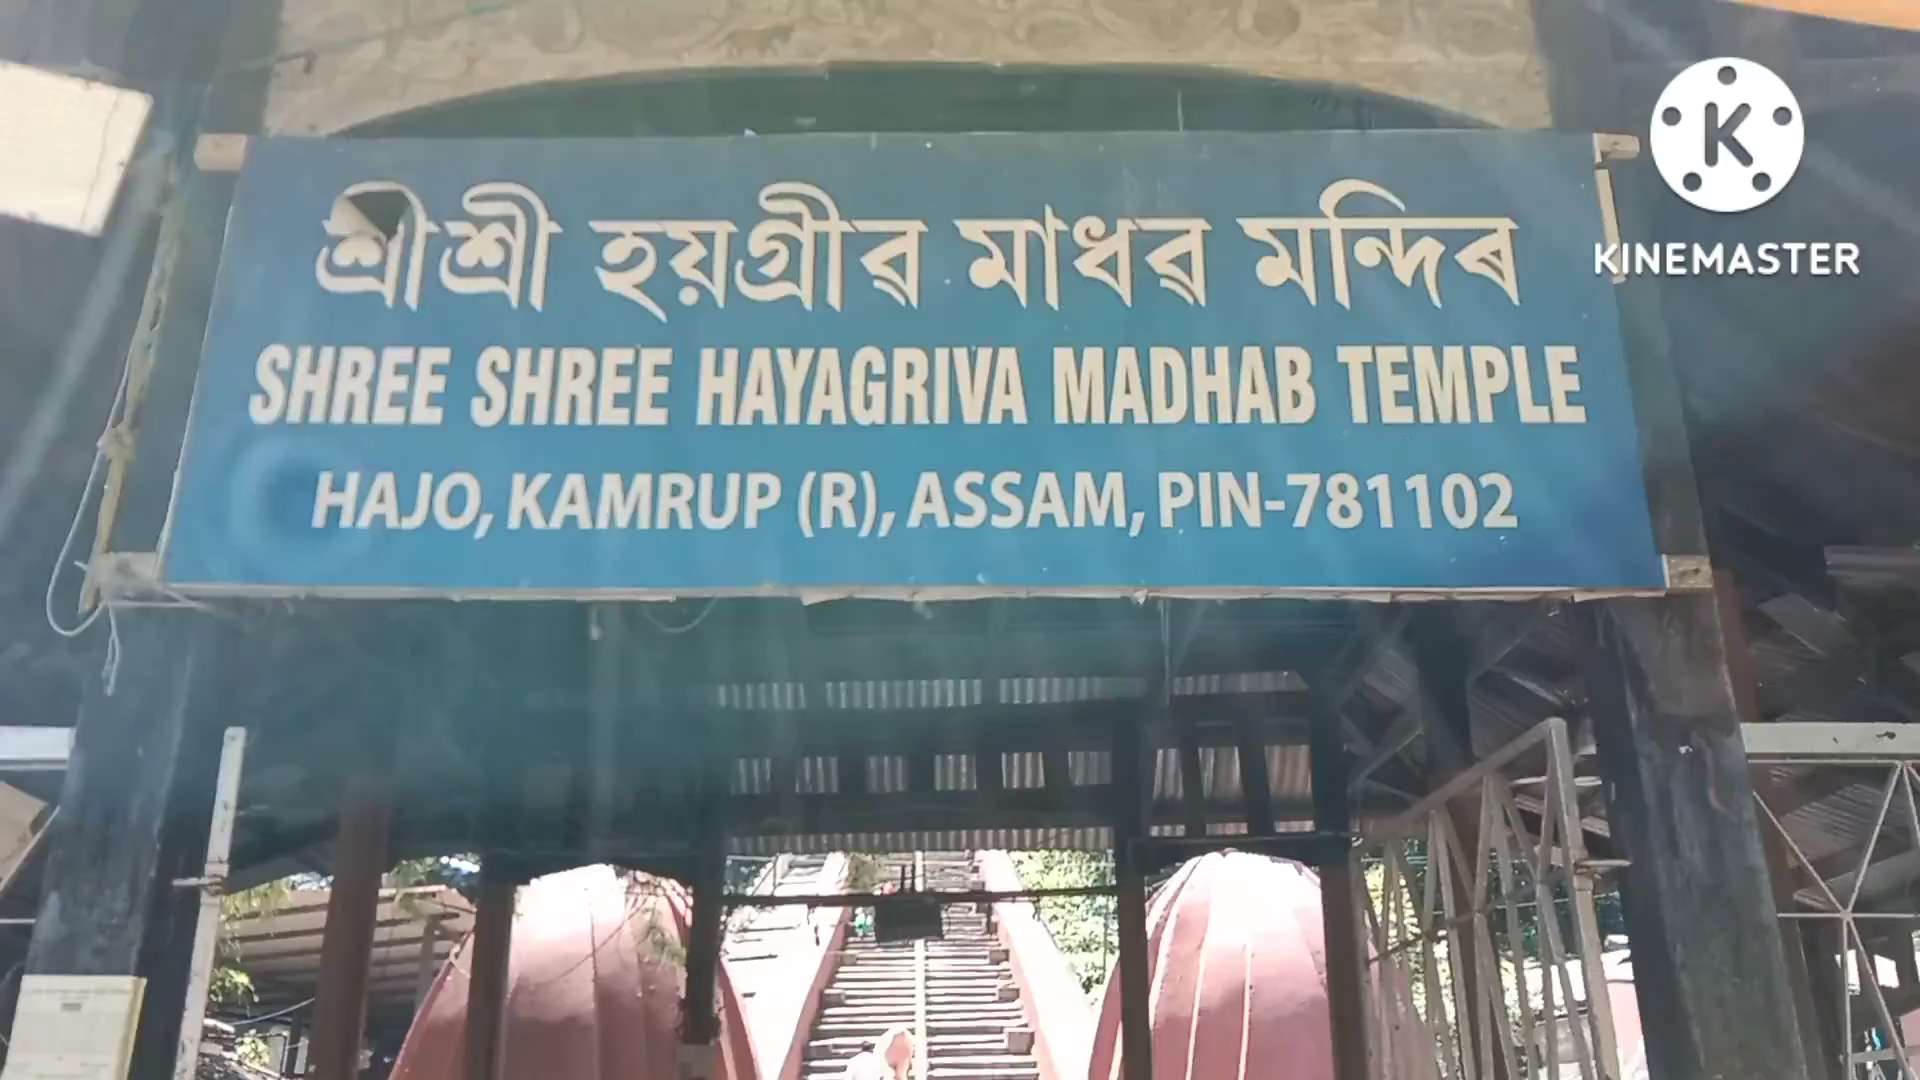 শ্ৰীশ্ৰী হয়গ্ৰীৱ মাধৱ মন্দিৰ
SHREE SHREE HAYAGRIVA MADHAB TEMPLE
HAJO, KAMRUP (R), ASSAM, PIN-781102
K
KINEMASTER